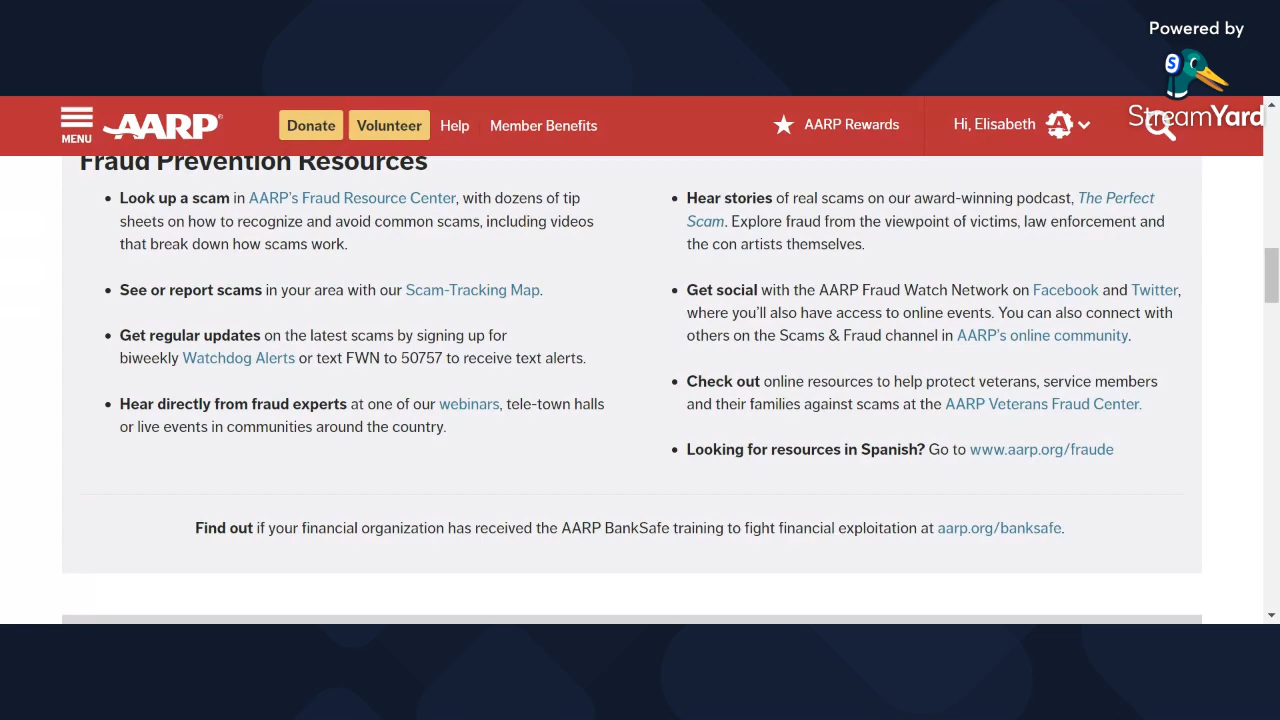 Powered by
StreamYard
MENU
AARP
Donate
Volunteer
Help
Member Benefits
AARP Rewards
Hi, Elisabeth
Fraud Prevention Resources
• Look up a scam in AARP's Fraud Resource Center, with dozens of tip
sheets on how to recognize and avoid common scams, including videos
that break down how scams work.
• See or report scams in your area with our Scam-Tracking Map.
• Get regular updates on the latest scams by signing up for
biweekly Watchdog Alerts or text FWN to 50757 to receive text alerts.
• Hear directly from fraud experts at one of our webinars, tele-town halls
or live events in communities around the country.
• Hear stories of real scams on our award-winning podcast, The Perfect
Scam. Explore fraud from the viewpoint of victims, law enforcement and
the con artists themselves.
• Get social with the AARP Fraud Watch Network on Facebook and Twitter,
where you'll also have access to online events. You can also connect with
others on the Scams & Fraud channel in AARP's online community.
• Check out online resources to help protect veterans, service members
and their families against scams at the AARP Veterans Fraud Center.
• Looking for resources in Spanish? Go to www.aarp.org/fraude
Find out if your financial organization has received the AARP BankSafe training to fight financial exploitation at aarp.org/banksafe.